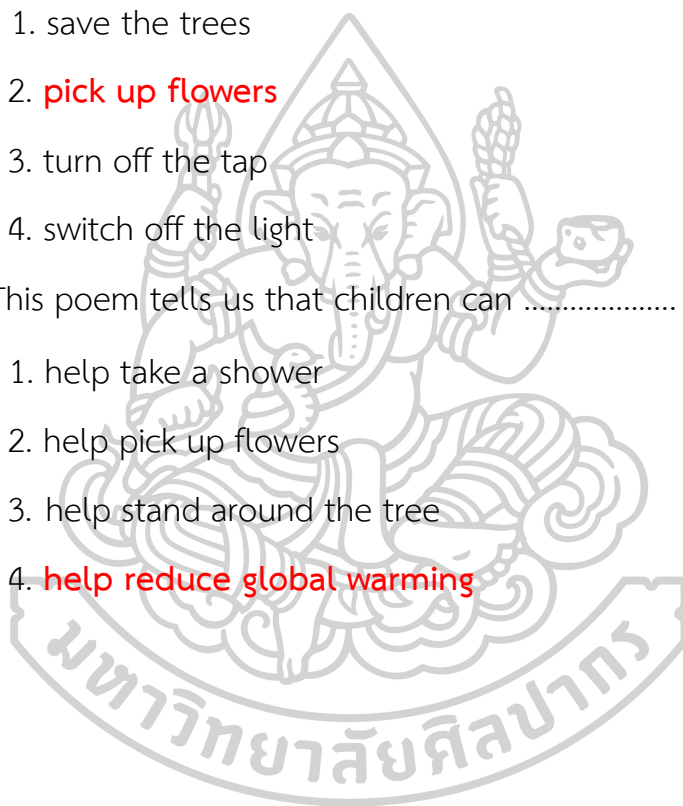 1. save the trees
2. pick up flowers
3. turn off the tap
4. switch off the light
This poem tells us that children can ....................
1. help take a shower
2. help pick up flowers
3. help stand around the tree
4. help reduce global warming
มหาวิทยาลัยศิลปากร